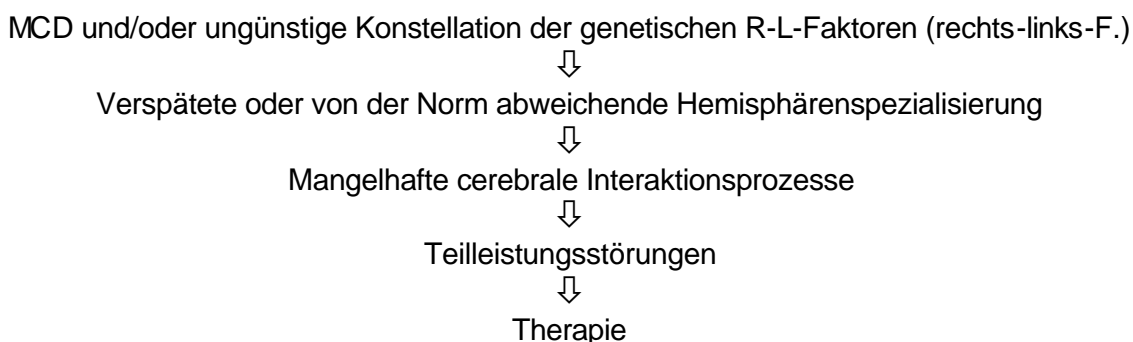 MCD und/oder ungünstige Konstellation der genetischen R-L-Faktoren (rechts-links-F.)
⇩
Verspätete oder von der Norm abweichende Hemisphärenspezialisierung
⇩
Mangelhafte cerebrale Interaktionsprozesse
⇩
Teilleistungsstörungen
⇩
Therapie